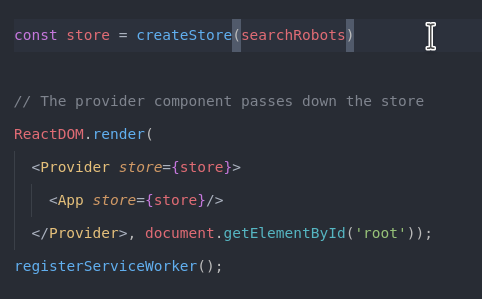 const store = createStore(searchRobots)
// The provider component passes down the store
ReactDOM.render(
<Provider store={store}>
<App store={store}/>
</Provider>, document.getElementById('root'));
registerServiceWorker();